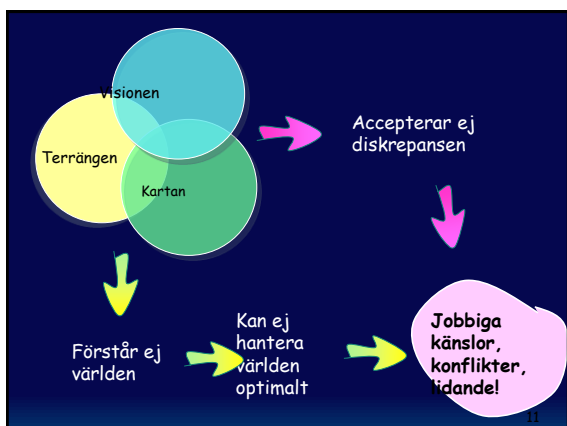 Visionen
Terrängen
Kartan
Accepterar ej
diskrepansen
Förstår ej
världen
Kan ej
hantera
världen
optimalt
Jobbiga
känslor,
konflikter,
lidande!
11